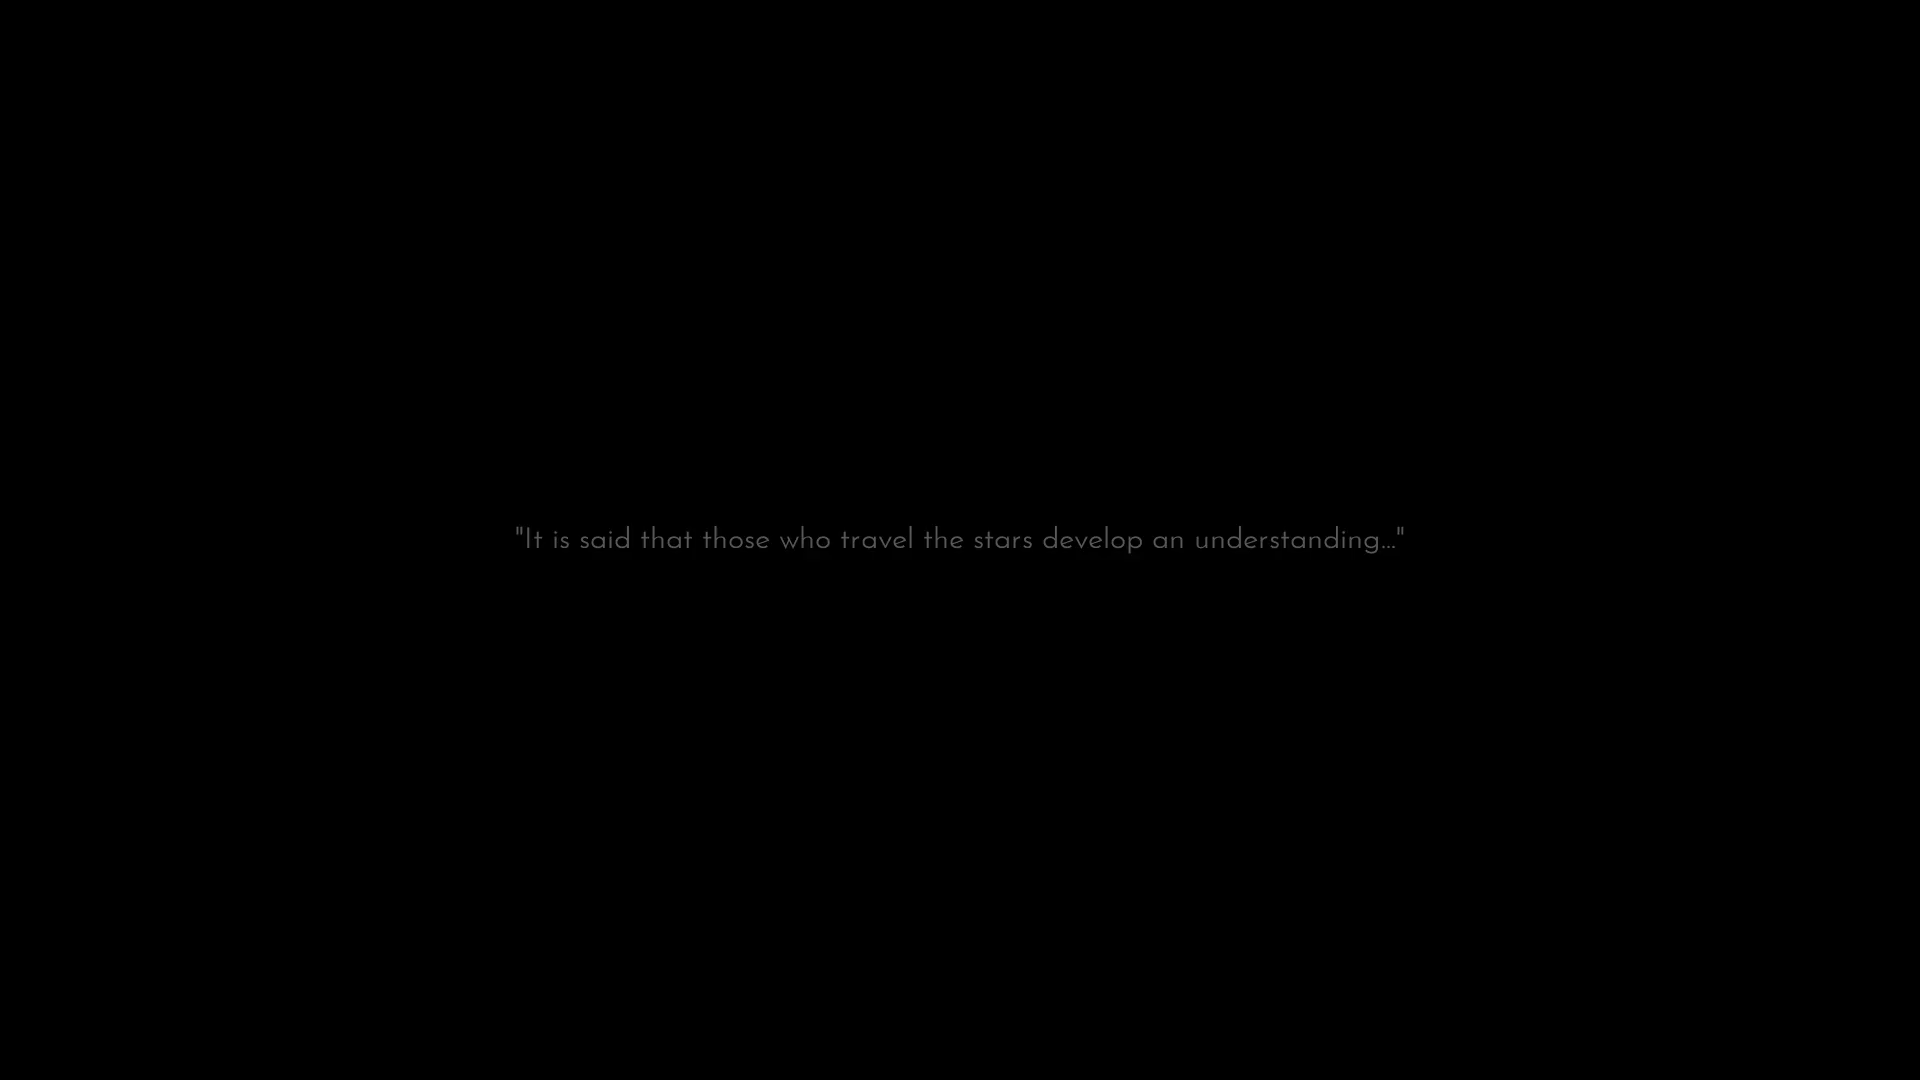 "It is said that those who travel the stars develop an understanding..."